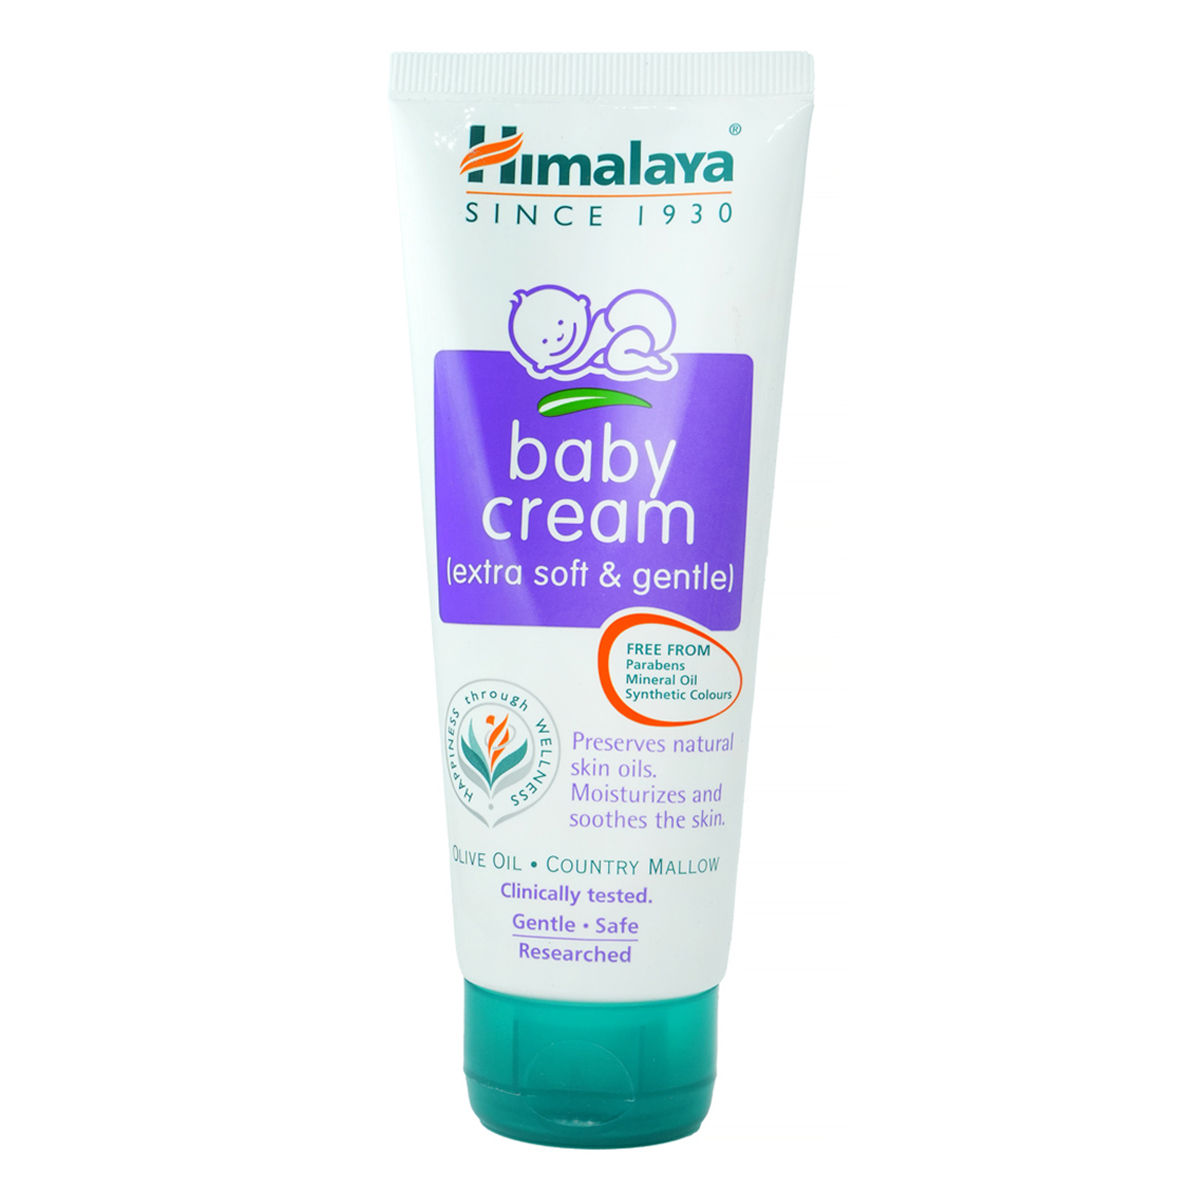 Himalaya®
SINCE 1930
baby
cream
(extra soft & gentle)
FREE FROM
Parabens
Mineral Oil
Synthetic Colours
HAPPINESS through WELLNESS
Preserves natural
skin oils.
Moisturizes and
soothes the skin.
OLIVE OIL • COUNTRY MALLOW
Clinically tested.
Gentle • Safe
Researched